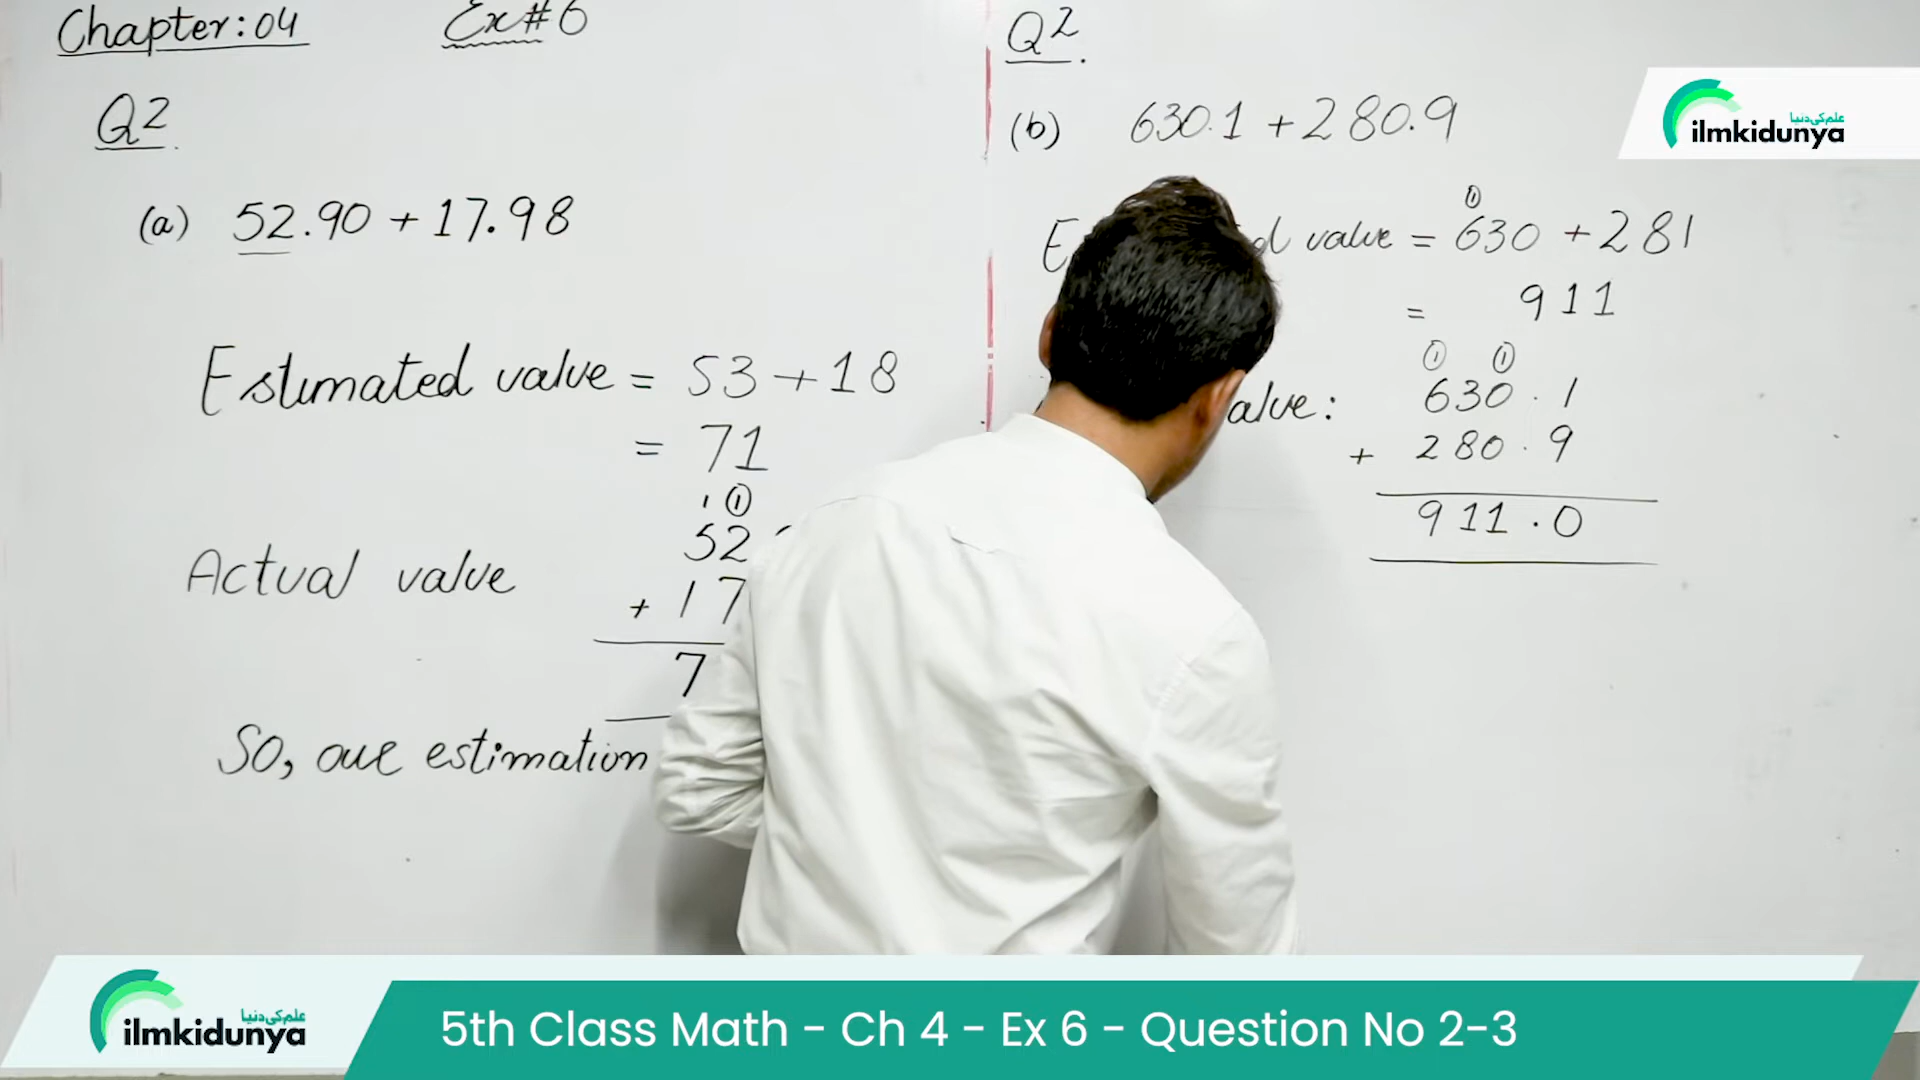 Chapter: 04 Ex # 6
Q2
(a) 52.90 + 17.98
Estimated value = 53 + 18
= 71
1 1
Actual value 52
+ 17
7
So, our estimation
Q2
(b) 630.1 + 280.9
1
value = 630 + 281
= 911
1 1
630.1
+ 280.9
911.0
علم کی دنیا
ilmkidunya
علم کی دنیا
ilmkidunya
5th Class Math - Ch 4 - Ex 6 - Question No 2-3